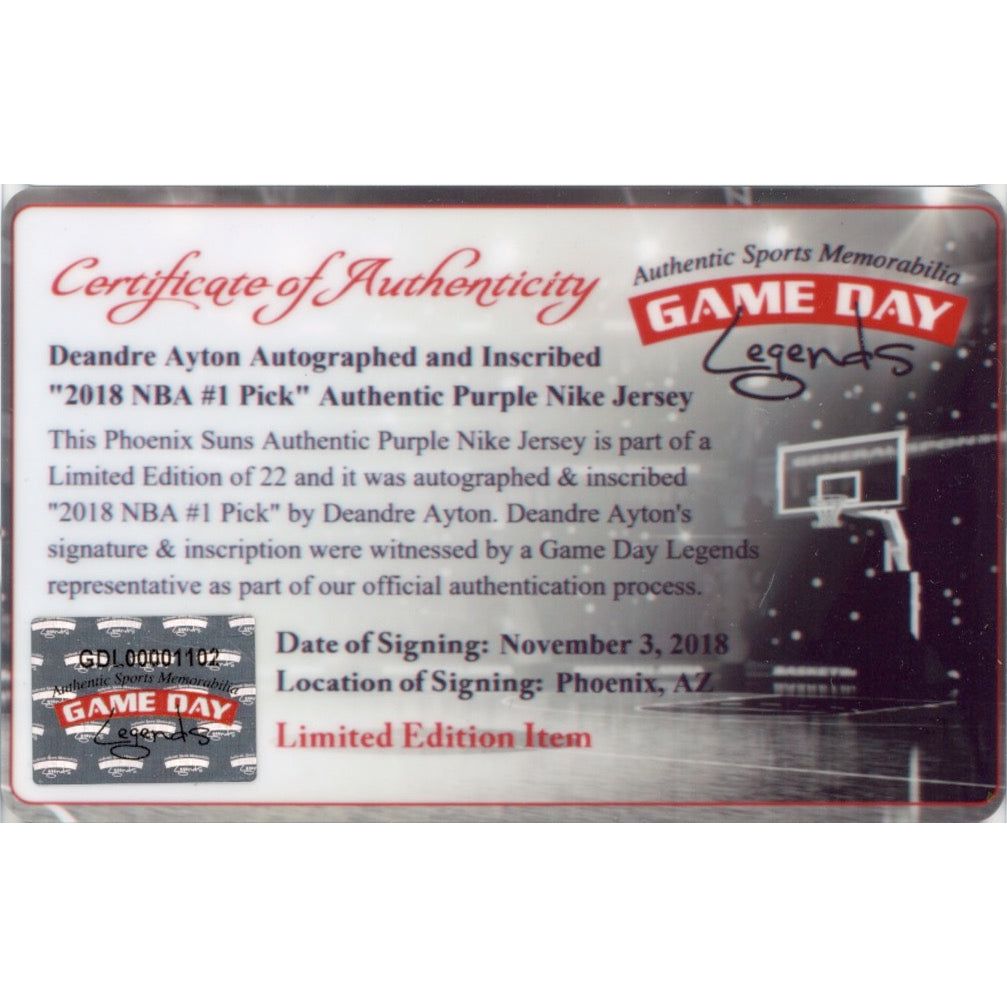 Certificate of Authenticity
Authentic Sports Memorabilia
GAME DAY
Legends
Deandre Ayton Autographed and Inscribed
"2018 NBA #1 Pick" Authentic Purple Nike Jersey
This Phoenix Suns Authentic Purple Nike Jersey is part of a
Limited Edition of 22 and it was autographed & inscribed
"2018 NBA #1 Pick" by Deandre Ayton. Deandre Ayton's
signature & inscription were witnessed by a Game Day Legends
representative as part of our official authentication process.
GDL00001102
Authentic Sports Memorabilia
GAME DAY
Legends
Date of Signing: November 3, 2018
Location of Signing: Phoenix, AZ
Limited Edition Item